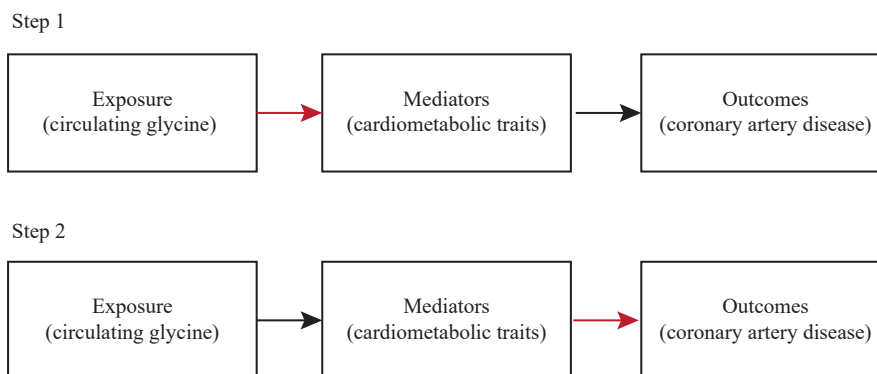 Step 1
Exposure
(circulating glycine)
Mediators
(cardiometabolic traits)
Outcomes
(coronary artery disease)
Step 2
Exposure
(circulating glycine)
Mediators
(cardiometabolic traits)
Outcomes
(coronary artery disease)